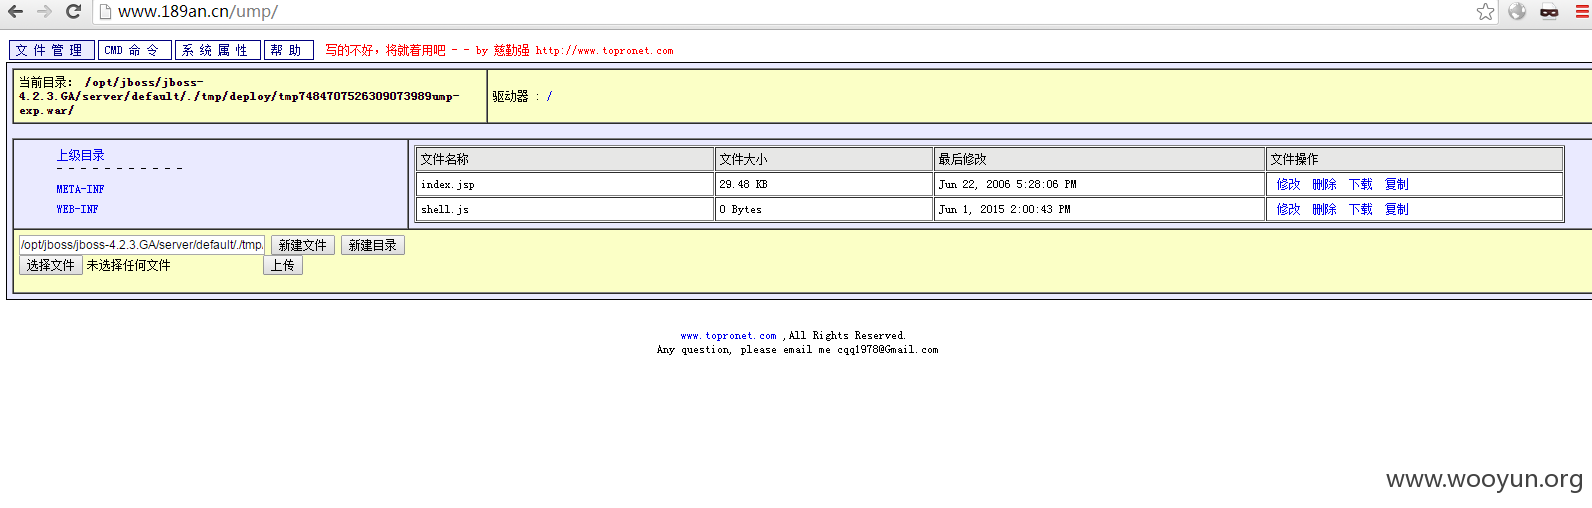 www.189an.cn/ump/
文件管理 CMD 命令 系统属性 帮助 写的不好，将就着用吧 - - by 慈勤强 http://www.topronet.com
当前目录: /opt/jboss/jboss-
4.2.3.GA/server/default/./tmp/deploy/tmp7484707526309073989ump-
exp.war/
驱动器 : /
上级目录
- - - - - - - - - - - -
META-INF
WEB-INF
文件名称 文件大小 最后修改 文件操作
index.jsp 29.48 KB Jun 22, 2006 5:28:06 PM 修改 删除 下载 复制
shell.js 0 Bytes Jun 1, 2015 2:00:43 PM 修改 删除 下载 复制
/opt/jboss/jboss-4.2.3.GA/server/default/./tmp/ 新建文件 新建目录
选择文件 未选择任何文件 上传
www.topronet.com ,All Rights Reserved.
Any question, please email me cqq1978@Gmail.com
www.wooyun.org